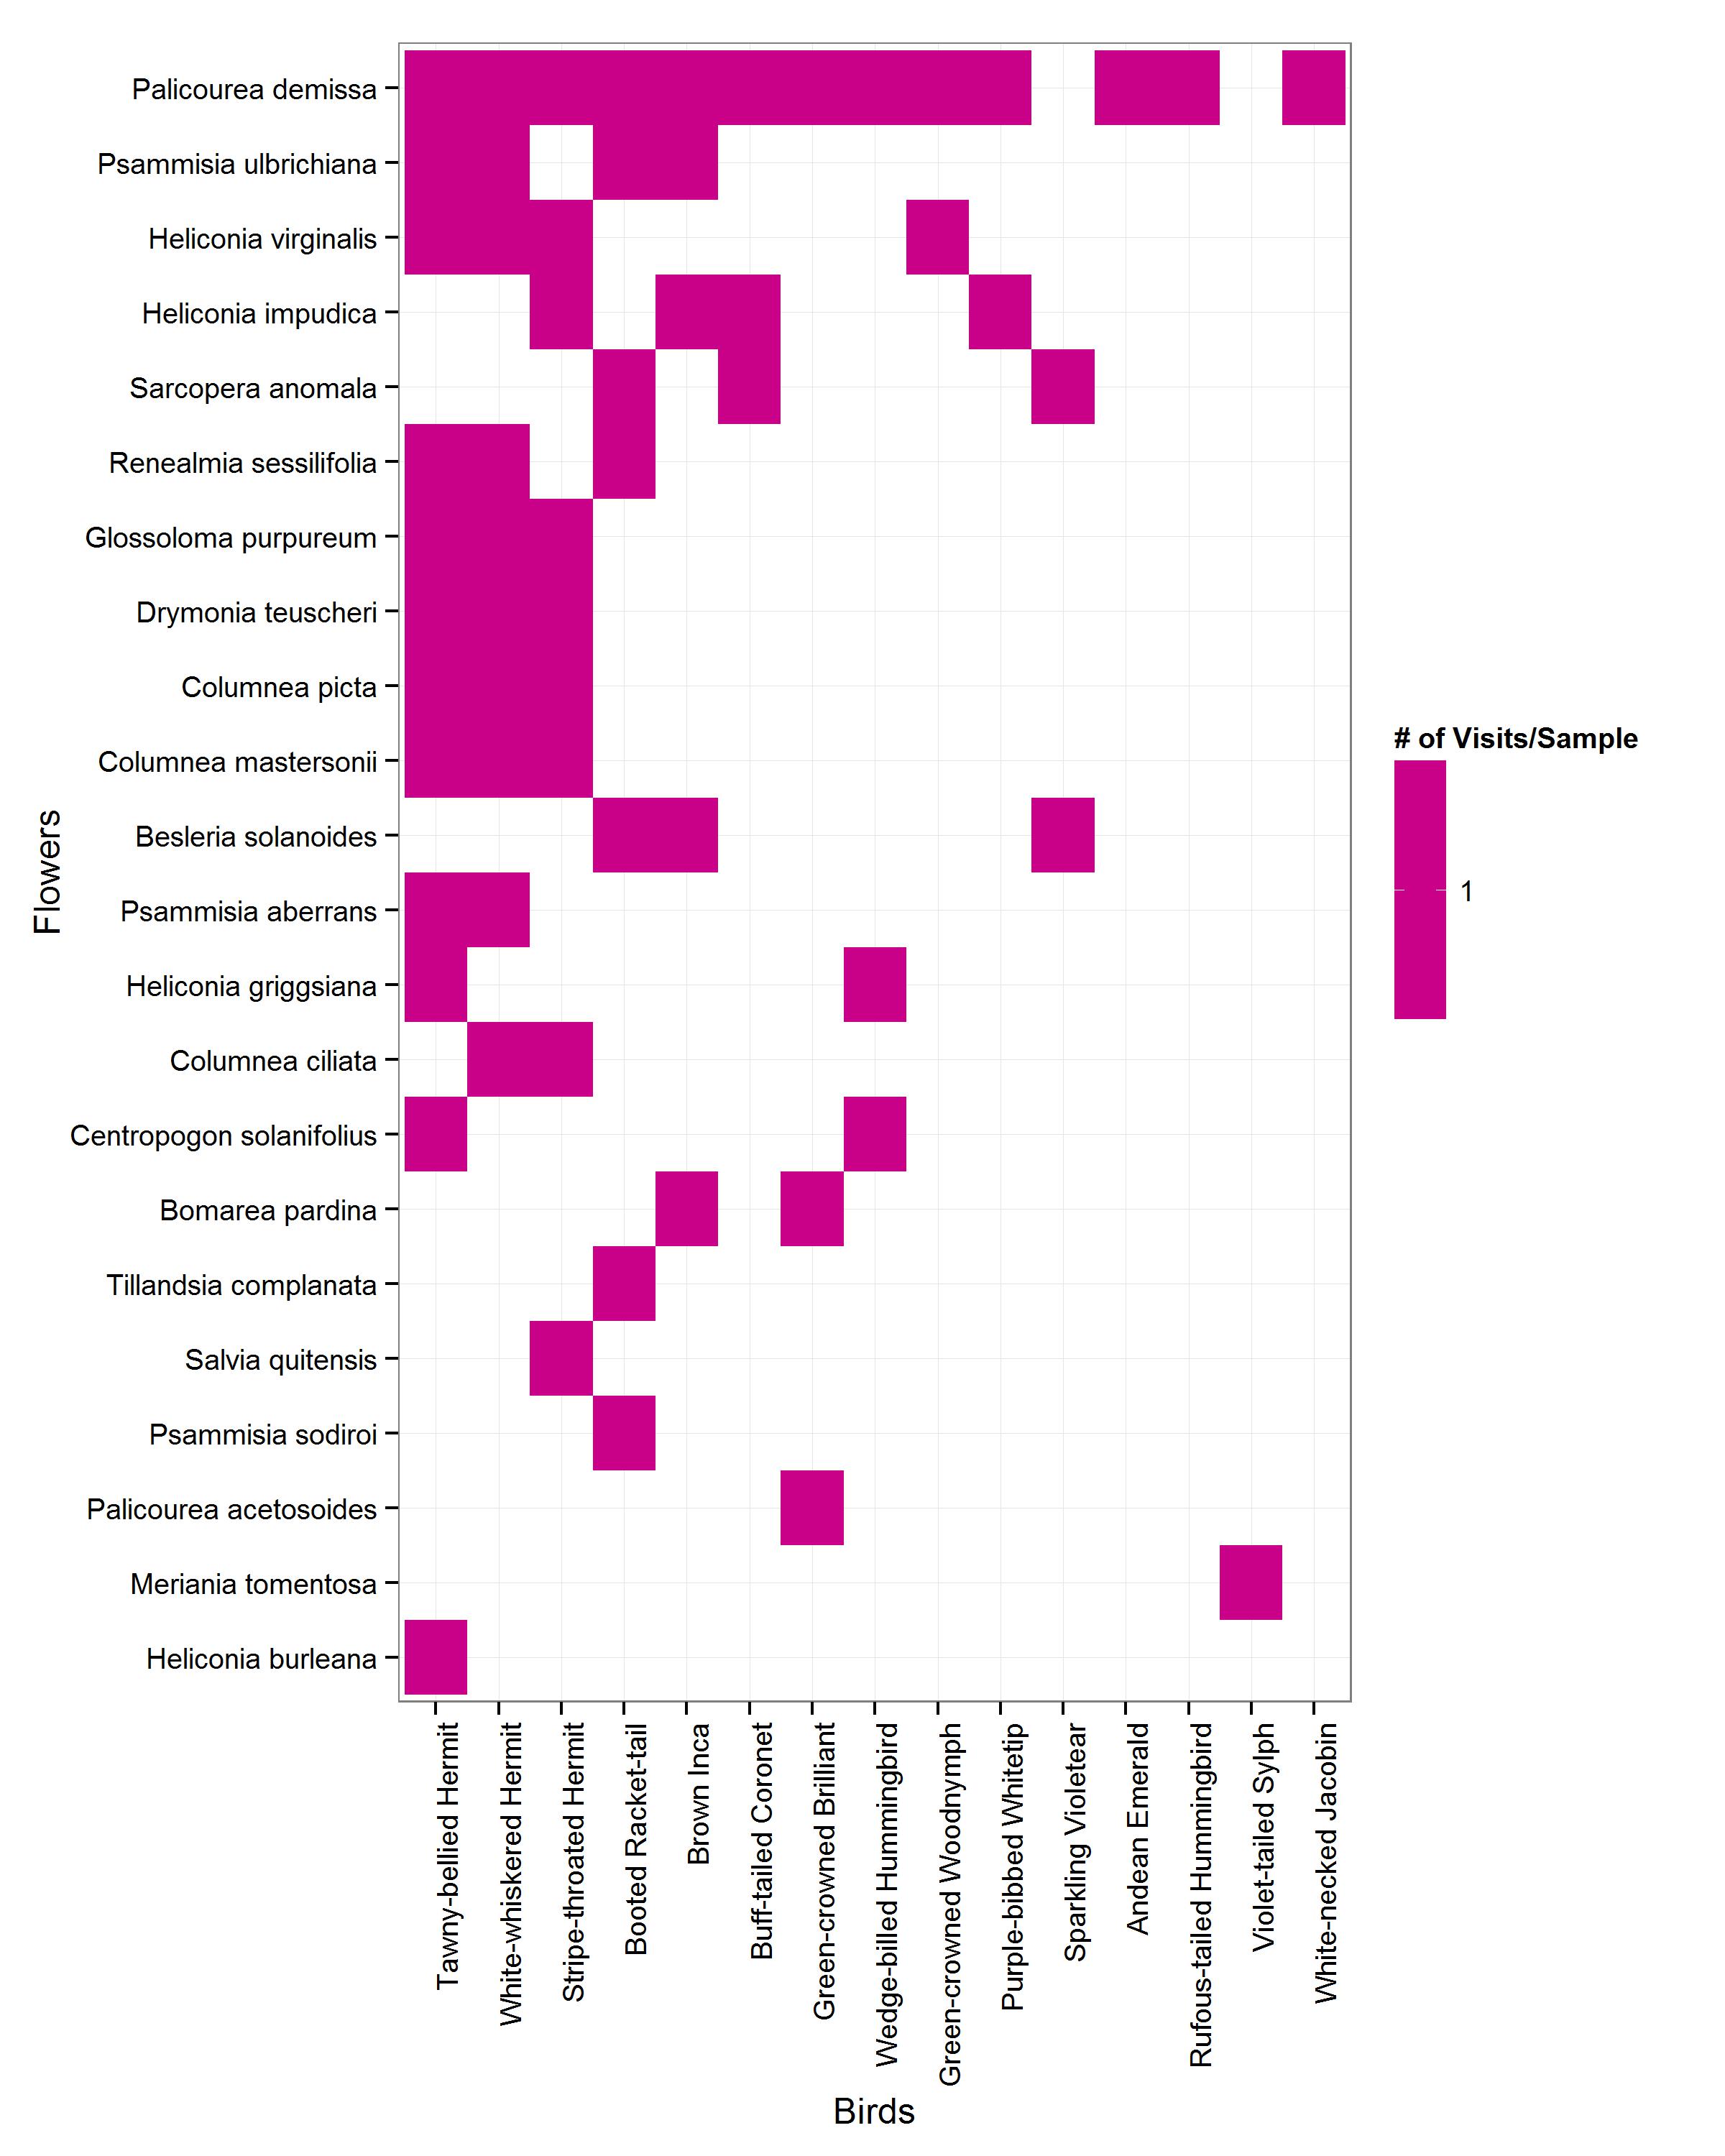 Palicourea demissa
Psammisia ulbrichiana
Heliconia virginalis
Heliconia impudica
Sarcopera anomala
Renealmia sessilifolia
Glossoloma purpureum
Drymonia teuscheri
Columnea picta
Columnea mastersonii
Besleria solanoides
Psammisia aberrans
Heliconia griggsiana
Columnea ciliata
Centropogon solanifolius
Bomarea pardina
Tillandsia complanata
Salvia quitensis
Psammisia sodiroi
Palicourea acetosoides
Meriania tomentosa
Heliconia burleana
Flowers
# of Visits/Sample
1
Tawny-bellied Hermit
White-whiskered Hermit
Stripe-throated Hermit
Booted Racket-tail
Brown Inca
Buff-tailed Coronet
Green-crowned Brilliant
Wedge-billed Hummingbird
Green-crowned Woodnymph
Purple-bibbed Whitetip
Sparkling Violetear
Andean Emerald
Rufous-tailed Hummingbird
Violet-tailed Sylph
White-necked Jacobin
Birds